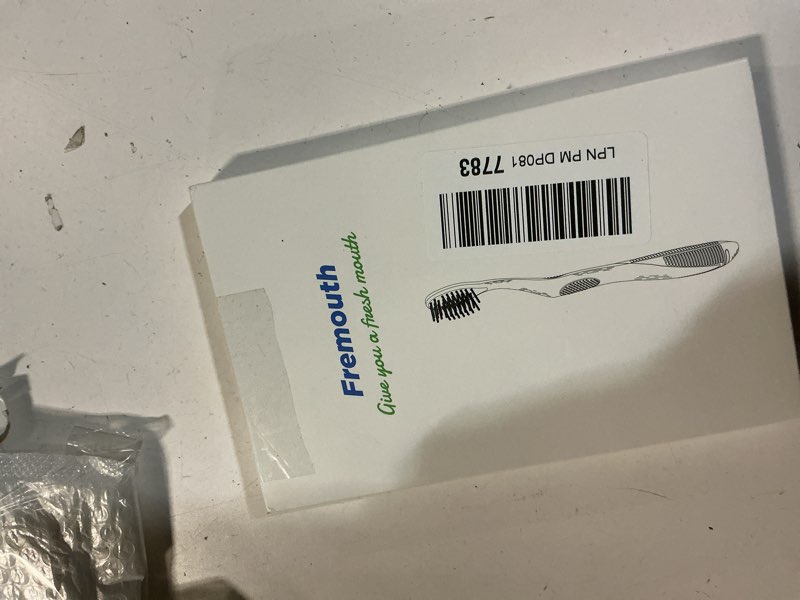 Fremouth
Give you a fresh mouth
LPN PM DP081 7783